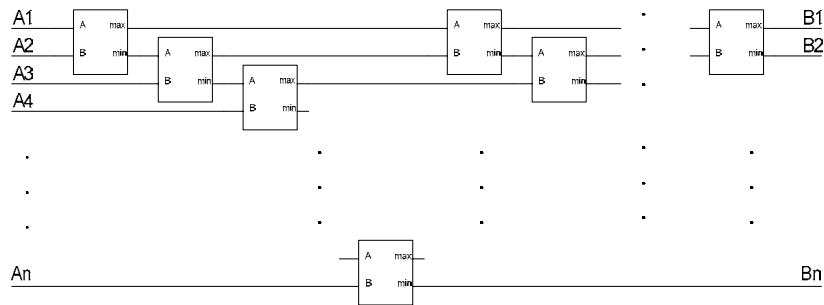 A1 A max A max A max B1
A2 B min A max B min A max B min B2
A3 B min A max B min
A4 B min
A max
An B min Bn